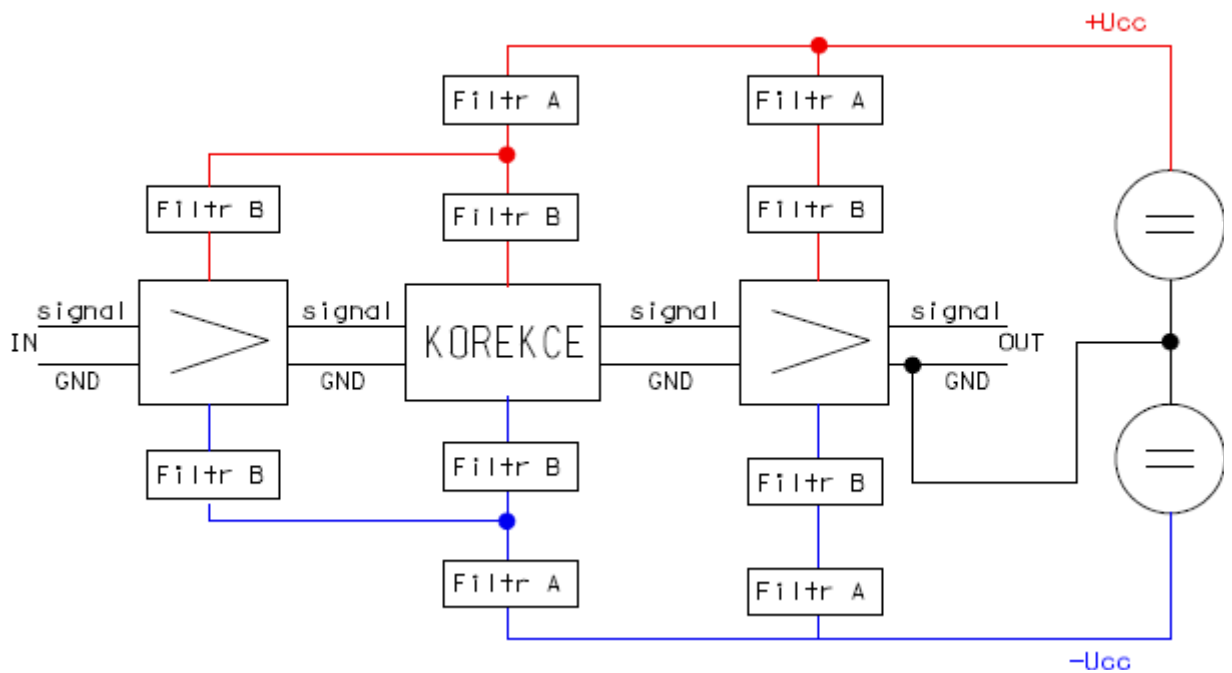 +Ucc
Filtr A
Filtr A
Filtr B
Filtr B
Filtr B
signal
signal
signal
signal
IN
KOREKCE
OUT
GND
GND
GND
GND
Filtr B
Filtr B
Filtr B
Filtr A
Filtr A
-Ucc